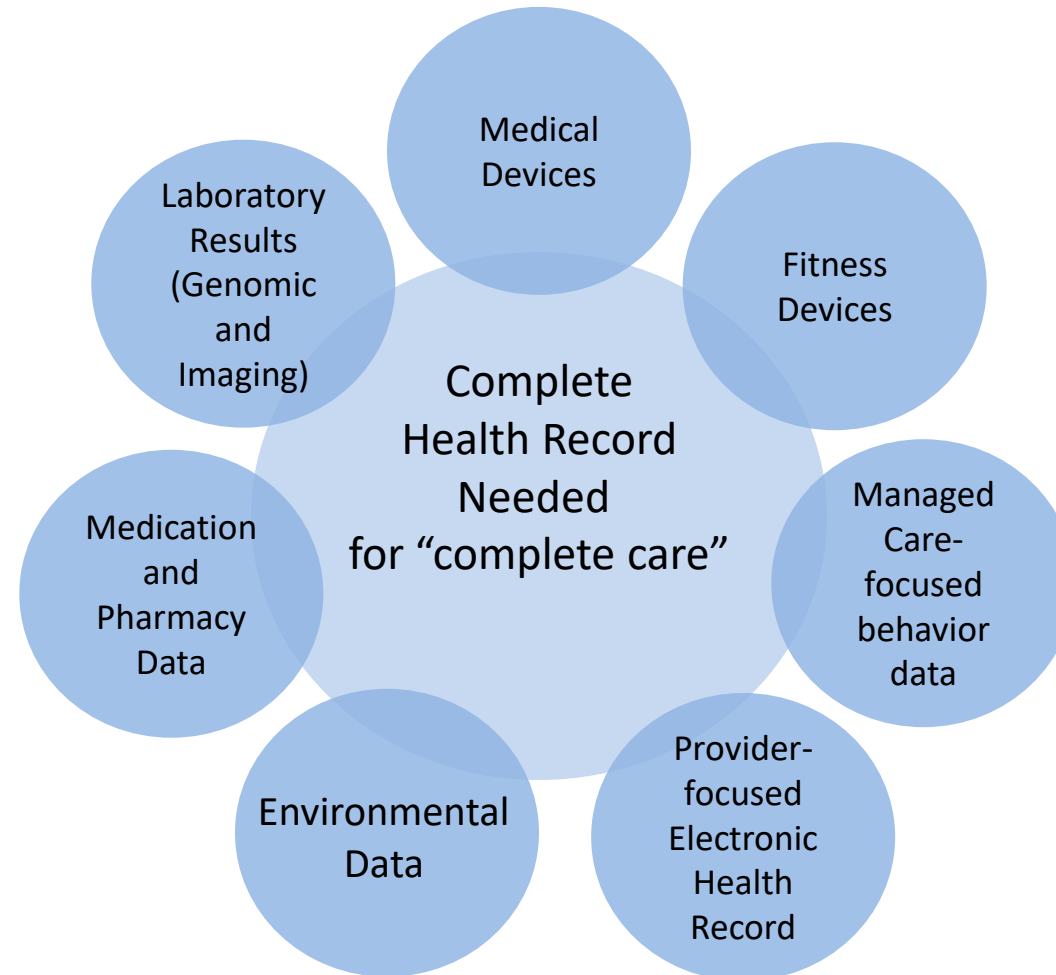 Medical
Devices
Laboratory
Results
(Genomic
and
Imaging)
Fitness
Devices
Complete
Health Record
Needed
for “complete care”
Managed
Care-
focused
behavior
data
Medication
and
Pharmacy
Data
Provider-
focused
Electronic
Health
Record
Environmental
Data